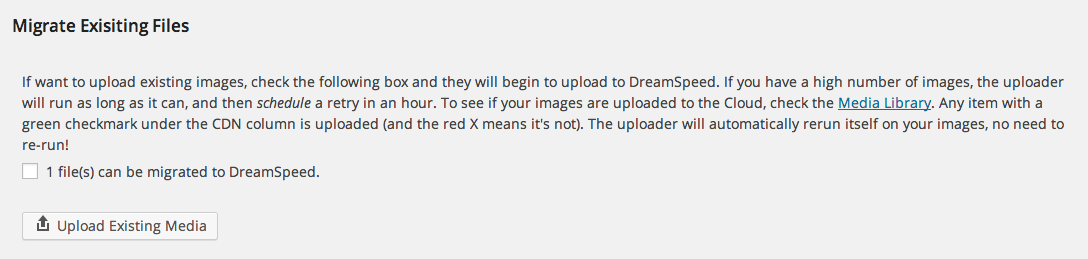 Migrate Exisiting Files
If want to upload existing images, check the following box and they will begin to upload to DreamSpeed. If you have a high number of images, the uploader
will run as long as it can, and then schedule a retry in an hour. To see if your images are uploaded to the Cloud, check the Media Library. Any item with a
green checkmark under the CDN column is uploaded (and the red X means it's not). The uploader will automatically rerun itself on your images, no need to
re-run!
1 file(s) can be migrated to DreamSpeed.
Upload Existing Media